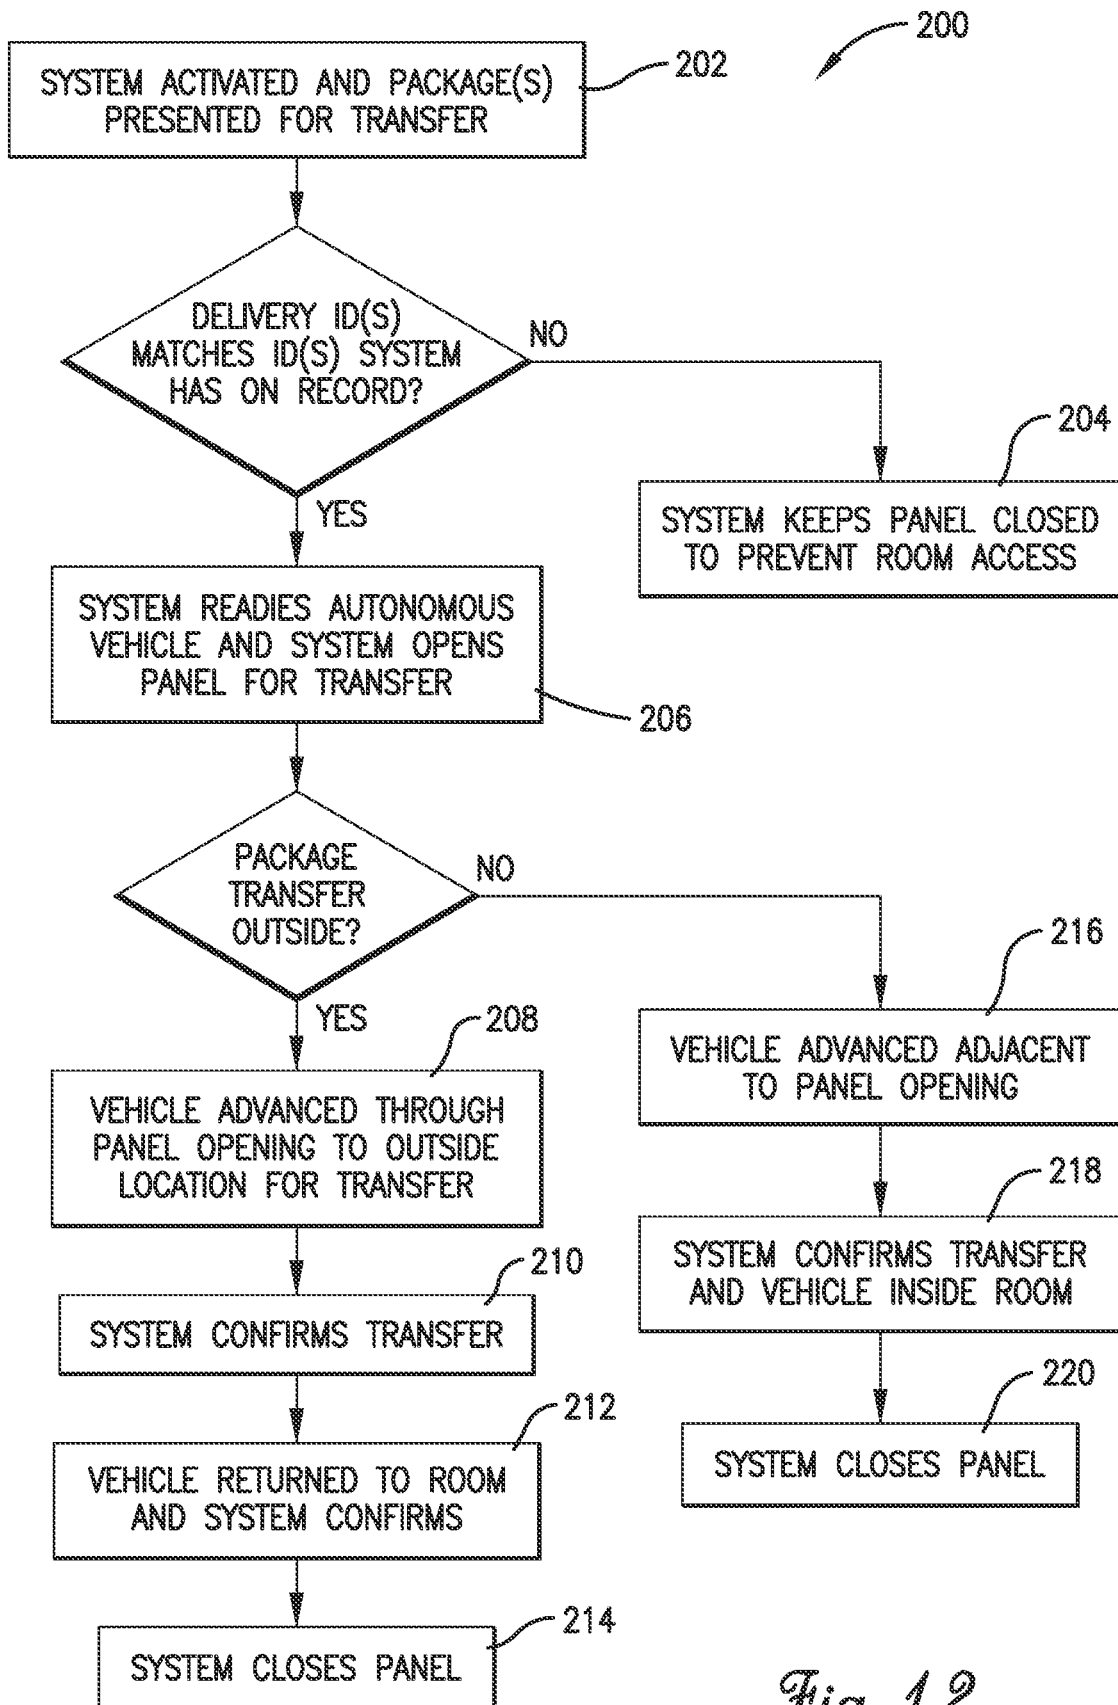 200
SYSTEM ACTIVATED AND PACKAGE(S)
PRESENTED FOR TRANSFER
202
DELIVERY ID(S)
MATCHES ID(S) SYSTEM
HAS ON RECORD?
NO
YES
204
SYSTEM KEEPS PANEL CLOSED
TO PREVENT ROOM ACCESS
SYSTEM READIES AUTONOMOUS
VEHICLE AND SYSTEM OPENS
PANEL FOR TRANSFER
206
PACKAGE
TRANSFER
OUTSIDE?
NO
YES
208
VEHICLE ADVANCED THROUGH
PANEL OPENING TO OUTSIDE
LOCATION FOR TRANSFER
210
SYSTEM CONFIRMS TRANSFER
212
VEHICLE RETURNED TO ROOM
AND SYSTEM CONFIRMS
214
SYSTEM CLOSES PANEL
216
VEHICLE ADVANCED ADJACENT
TO PANEL OPENING
218
SYSTEM CONFIRMS TRANSFER
AND VEHICLE INSIDE ROOM
220
SYSTEM CLOSES PANEL
Fig. 12